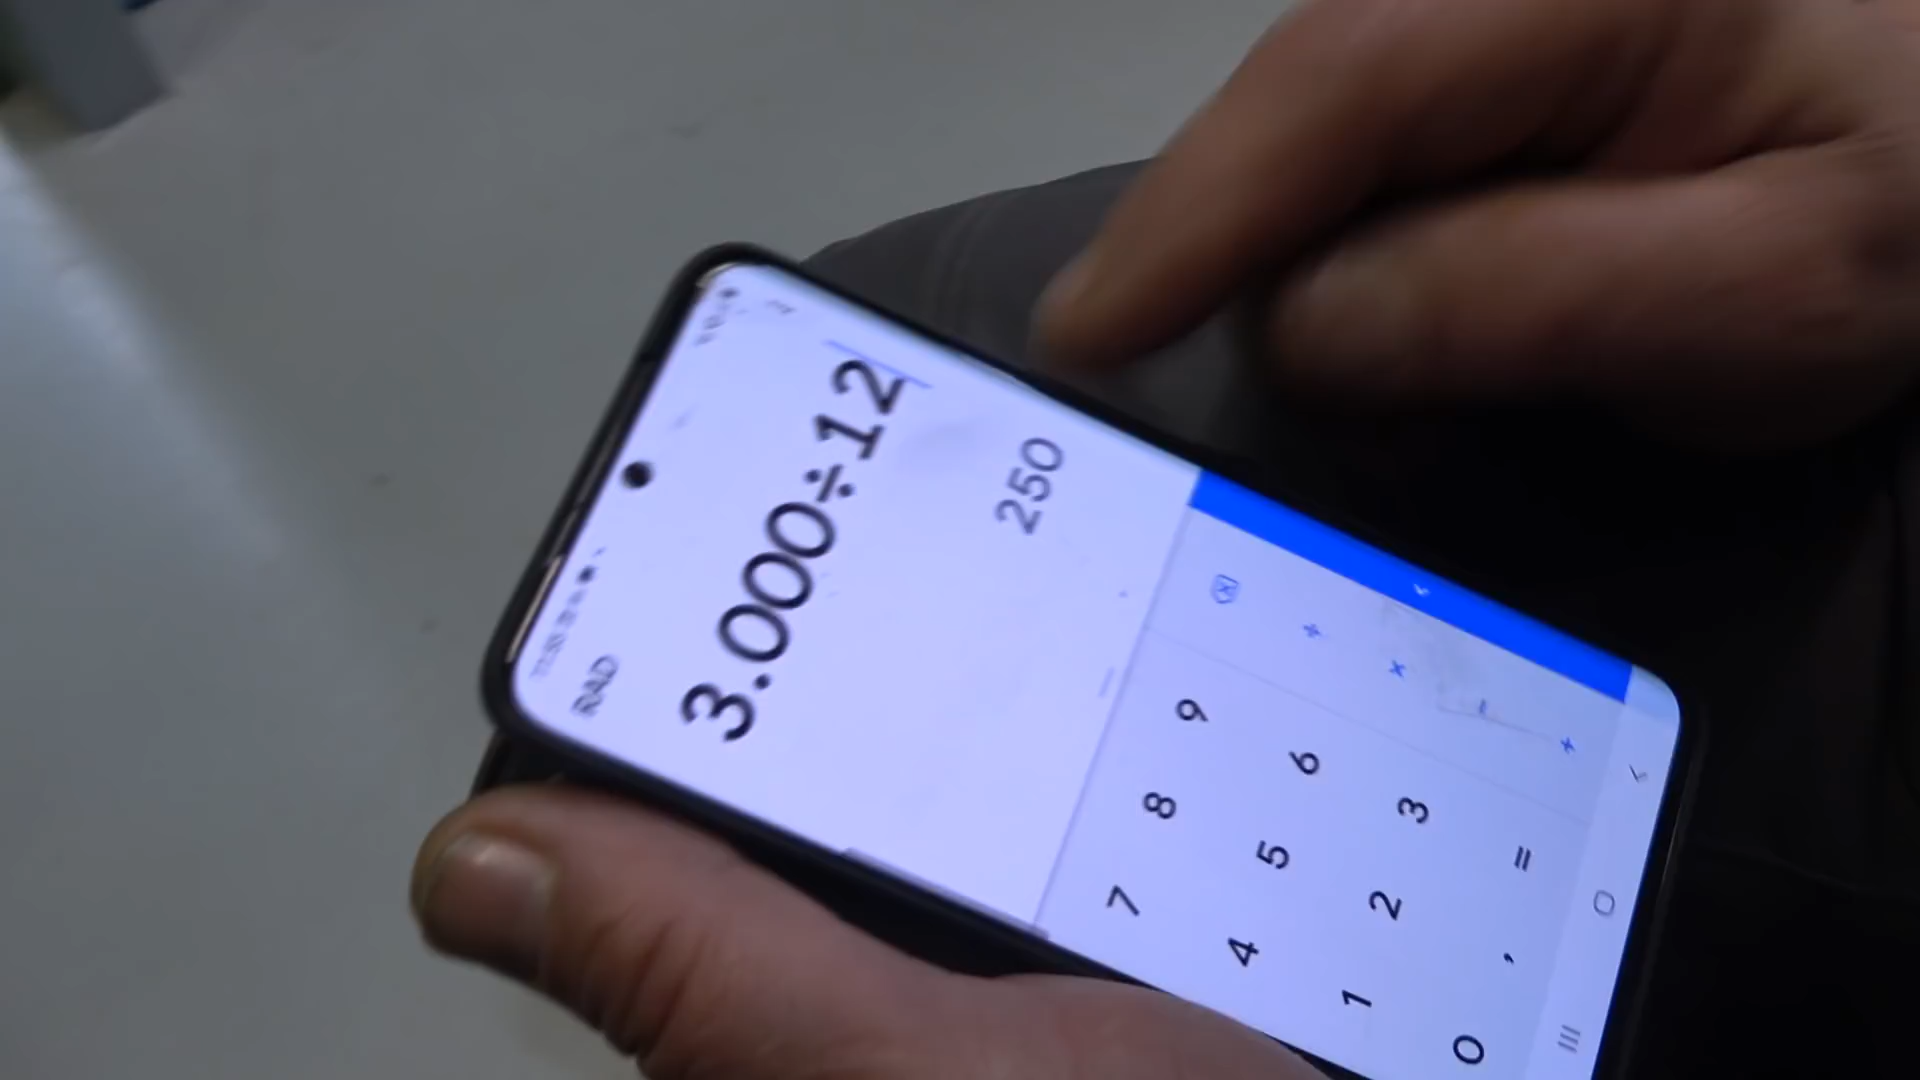 RAD
3.000÷12
250
÷
9 6 3 =
8 5 2 ,
7 4 1 0
× - +